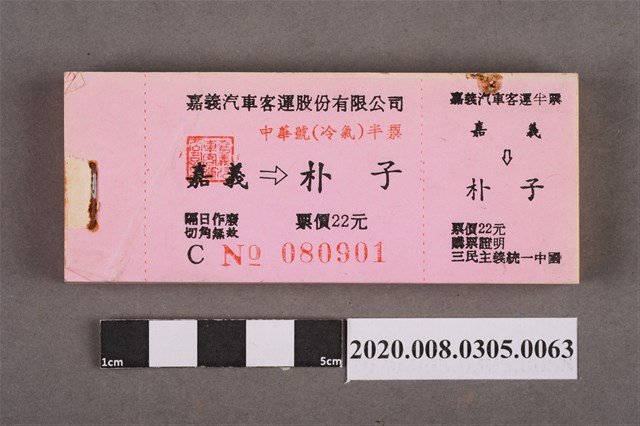 嘉義汽車客運股份有限公司
中華號(冷氣)半票
嘉義⇨朴子
隔日作廢
切角無效
票價22元
C No 080901
嘉義汽車客運半票
嘉義
⇩
朴子
票價22元
購票證明
三民主義統一中國
1cm
5cm
2020.008.0305.0063